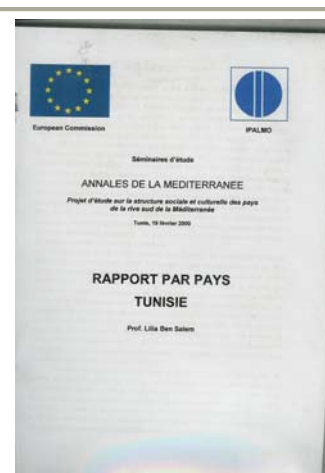 European Commission
IPALMO
Séminaires d'étude
ANNALES DE LA MEDITERRANEE
Projet d'étude sur la structure sociale et culturelle des pays
de la rive sud de la Méditerranée
Tunis, 19 février 2000
RAPPORT PAR PAYS
TUNISIE
Prof. Lilia Ben Salem